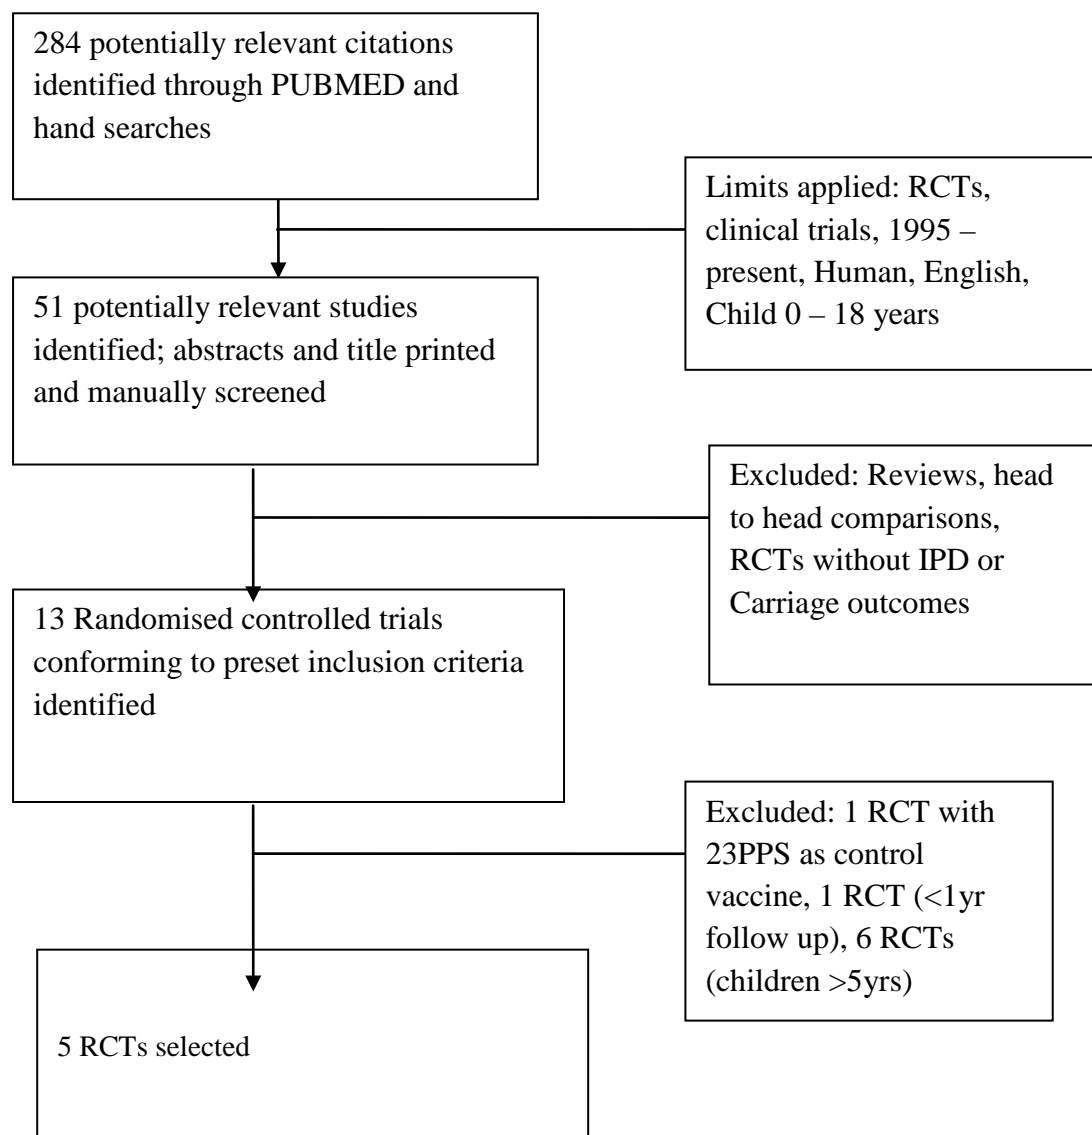 284 potentially relevant citations
identified through PUBMED and
hand searches
Limits applied: RCTs,
clinical trials, 1995 –
present, Human, English,
Child 0 – 18 years
51 potentially relevant studies
identified; abstracts and title printed
and manually screened
Excluded: Reviews, head
to head comparisons,
RCTs without IPD or
Carriage outcomes
13 Randomised controlled trials
conforming to preset inclusion criteria
identified
Excluded: 1 RCT with
23PPS as control
vaccine, 1 RCT (<1yr
follow up), 6 RCTs
(children >5yrs)
5 RCTs selected